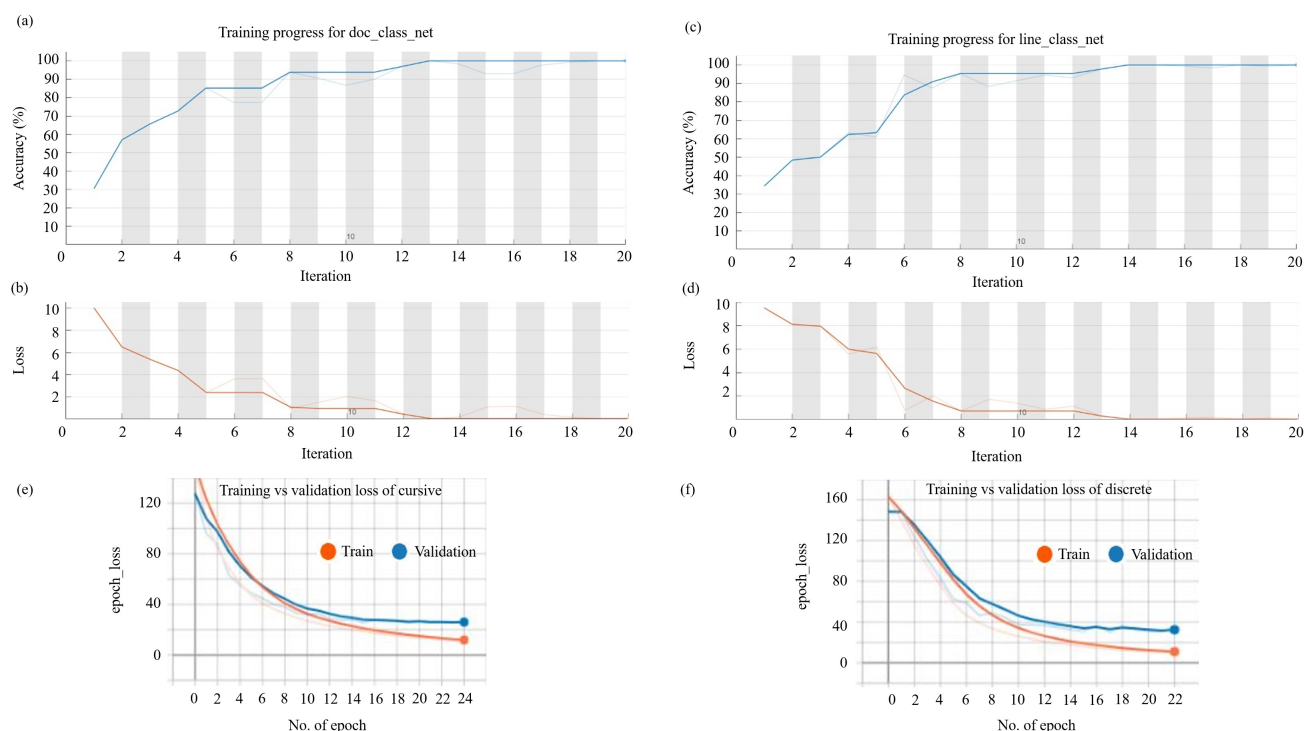 (a)
Training progress for doc_class_net
Accuracy (%)
100
90
80
70
60
50
40
30
20
10
10
0 2 4 6 8 10 12 14 16 18 20
Iteration
(b)
Loss
10
8
6
4
2
10
0 2 4 6 8 10 12 14 16 18 20
Iteration
(c)
Training progress for line_class_net
Accuracy (%)
100
90
80
70
60
50
40
30
20
10
10
0 2 4 6 8 10 12 14 16 18 20
Iteration
(d)
Loss
10
8
6
4
2
10
0 2 4 6 8 10 12 14 16 18 20
Iteration
(e)
Training vs validation loss of cursive
Train Validation
epoch_loss
120
80
40
0
0 2 4 6 8 10 12 14 16 18 20 22 24
No. of epoch
(f)
Training vs validation loss of discrete
Train Validation
epoch_loss
160
120
80
40
0
0 2 4 6 8 10 12 14 16 18 20 22
No. of epoch